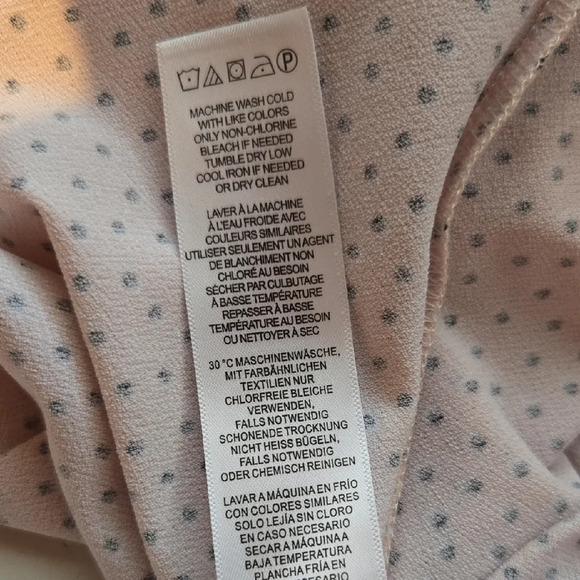 P
MACHINE WASH COLD
WITH LIKE COLORS
ONLY NON-CHLORINE
BLEACH IF NEEDED
TUMBLE DRY LOW
COOL IRON IF NEEDED
OR DRY CLEAN
LAVER À LA MACHINE
À L'EAU FROIDE AVEC
COULEURS SIMILAIRES
UTILISER SEULEMENT UN AGENT
DE BLANCHIMENT NON
CHLORÉ AU BESOIN
SÉCHER PAR CULBUTAGE
À BASSE TEMPÉRATURE
REPASSER À BASSE
TEMPÉRATURE AU BESOIN
OU NETTOYER À SEC
30 °C MASCHINENWÄSCHE,
MIT FARBÄHNLICHEN
TEXTILIEN NUR
CHLORFREIE BLEICHE
VERWENDEN,
FALLS NOTWENDIG
SCHONENDE TROCKNUNG
NICHT HEISS BÜGELN,
FALLS NOTWENDIG
ODER CHEMISCH REINIGEN
LAVAR A MÁQUINA EN FRÍO
CON COLORES SIMILARES
SOLO LEJÍA SIN CLORO
EN CASO NECESARIO
SECAR A MÁQUINA A
BAJA TEMPERATURA
PLANCHA FRÍA EN